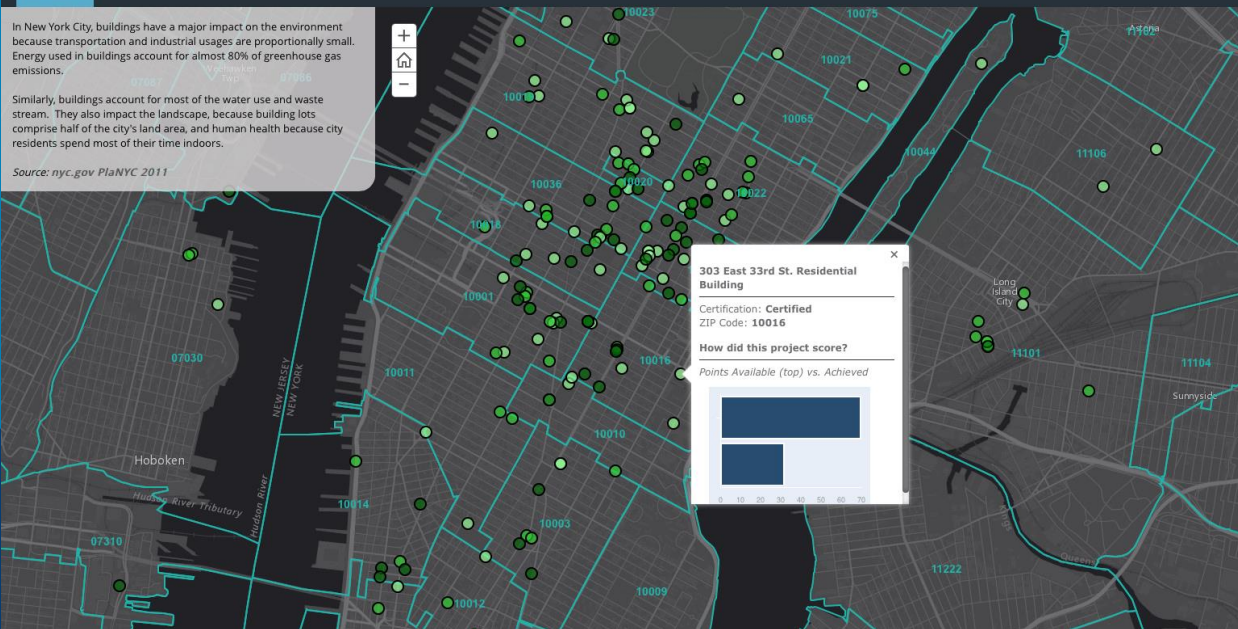 In New York City, buildings have a major impact on the environment
because transportation and industrial usages are proportionally small.
Energy used in buildings account for almost 80% of greenhouse gas
emissions.
Similarly, buildings account for most of the water use and waste
stream. They also impact the landscape, because building lots
comprise half of the city's land area, and human health because city
residents spend most of their time indoors.
Source: nyc.gov PlaNYC 2011
+
−
10023
10075
10021
10065
10044
11102
Astoria
11106
10036
10020
10022
10018
10001
07030
NEW JERSEY
NEW YORK
10011
10016
×
303 East 33rd St. Residential
Building
Certification: Certified
ZIP Code: 10016
How did this project score?
Points Available (top) vs. Achieved
0 10 20 30 40 50 60 70
Long
Island
City
11101
11104
Sunnyside
10010
Hoboken
Hudson River Tributary
Hudson River
10014
10003
07310
10012
10009
11222
Kings
Queens